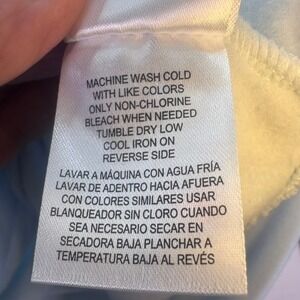 MACHINE WASH COLD
WITH LIKE COLORS
ONLY NON-CHLORINE
BLEACH WHEN NEEDED
TUMBLE DRY LOW
COOL IRON ON
REVERSE SIDE
LAVAR A MÁQUINA CON AGUA FRÍA
LAVAR DE ADENTRO HACIA AFUERA
CON COLORES SIMILARES USAR
BLANQUEADOR SIN CLORO CUANDO
SEA NECESARIO SECAR EN
SECADORA BAJA PLANCHAR A
TEMPERATURA BAJA AL REVÉS